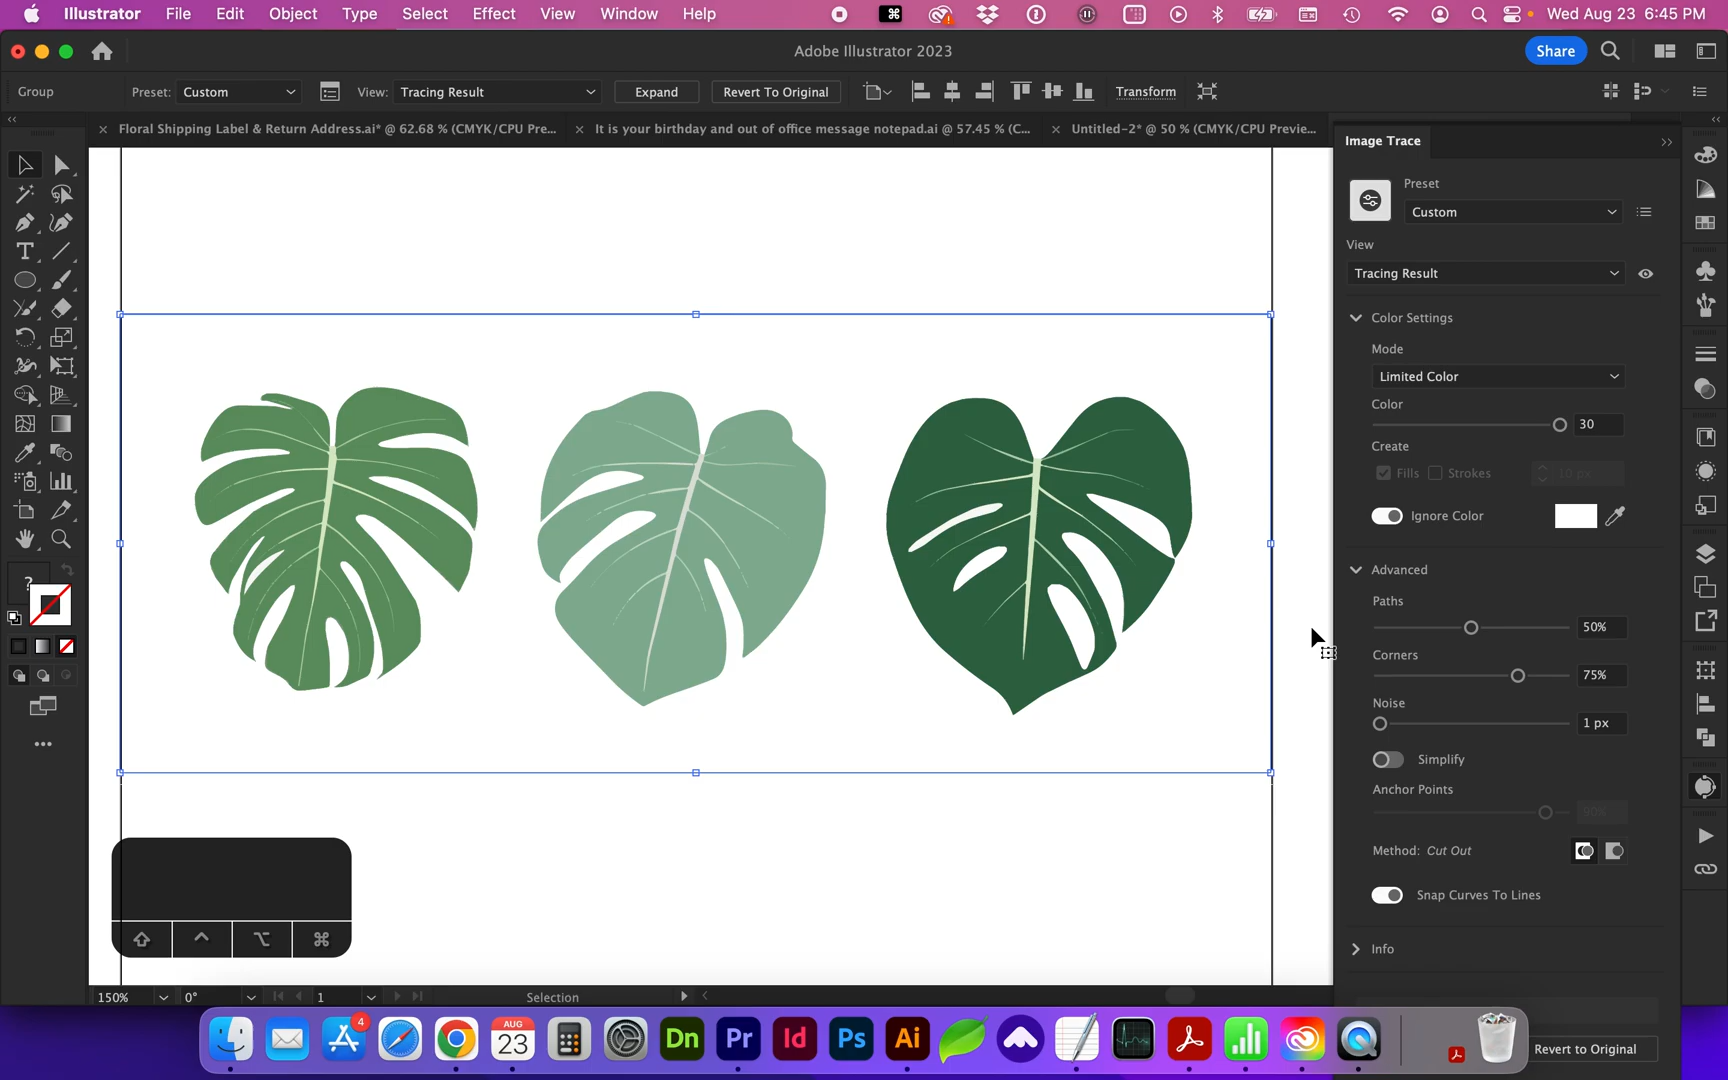 Illustrator File Edit Object Type Select Effect View Window Help
4
Wed Aug 23 6:45 PM
Adobe Illustrator 2023
Share
Group
Preset: Custom
View: Tracing Result
Expand
Revert To Original
Transform
Floral Shipping Label & Return Address.ai* @ 62.68 % (CMYK/CPU Pre...
It is your birthday and out of office message notepad.ai @ 57.45 % (C...
Untitled-2* @ 50 % (CMYK/CPU Previe...
Image Trace
Preset
Custom
View
Tracing Result
Color Settings
Mode
Limited Color
Color
30
Create
Fills
Strokes
10 px
Ignore Color
Advanced
Paths
50%
Corners
75%
Noise
1 px
Simplify
Anchor Points
90%
Method: Cut Out
Snap Curves To Lines
Info
Revert to Original
?
150%
0°
1
Selection
AUG
23
Dn
Pr
Id
Ps
Ai